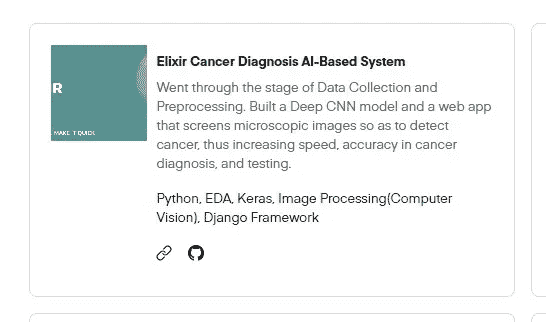 Elixir Cancer Diagnosis AI-Based System
Went through the stage of Data Collection and
Preprocessing. Built a Deep CNN model and a web app
that screens microscopic images so as to detect
cancer, thus increasing speed, accuracy in cancer
diagnosis, and testing.
Python, EDA, Keras, Image Processing(Computer
Vision), Django Framework
R
MAKE IT QUICK